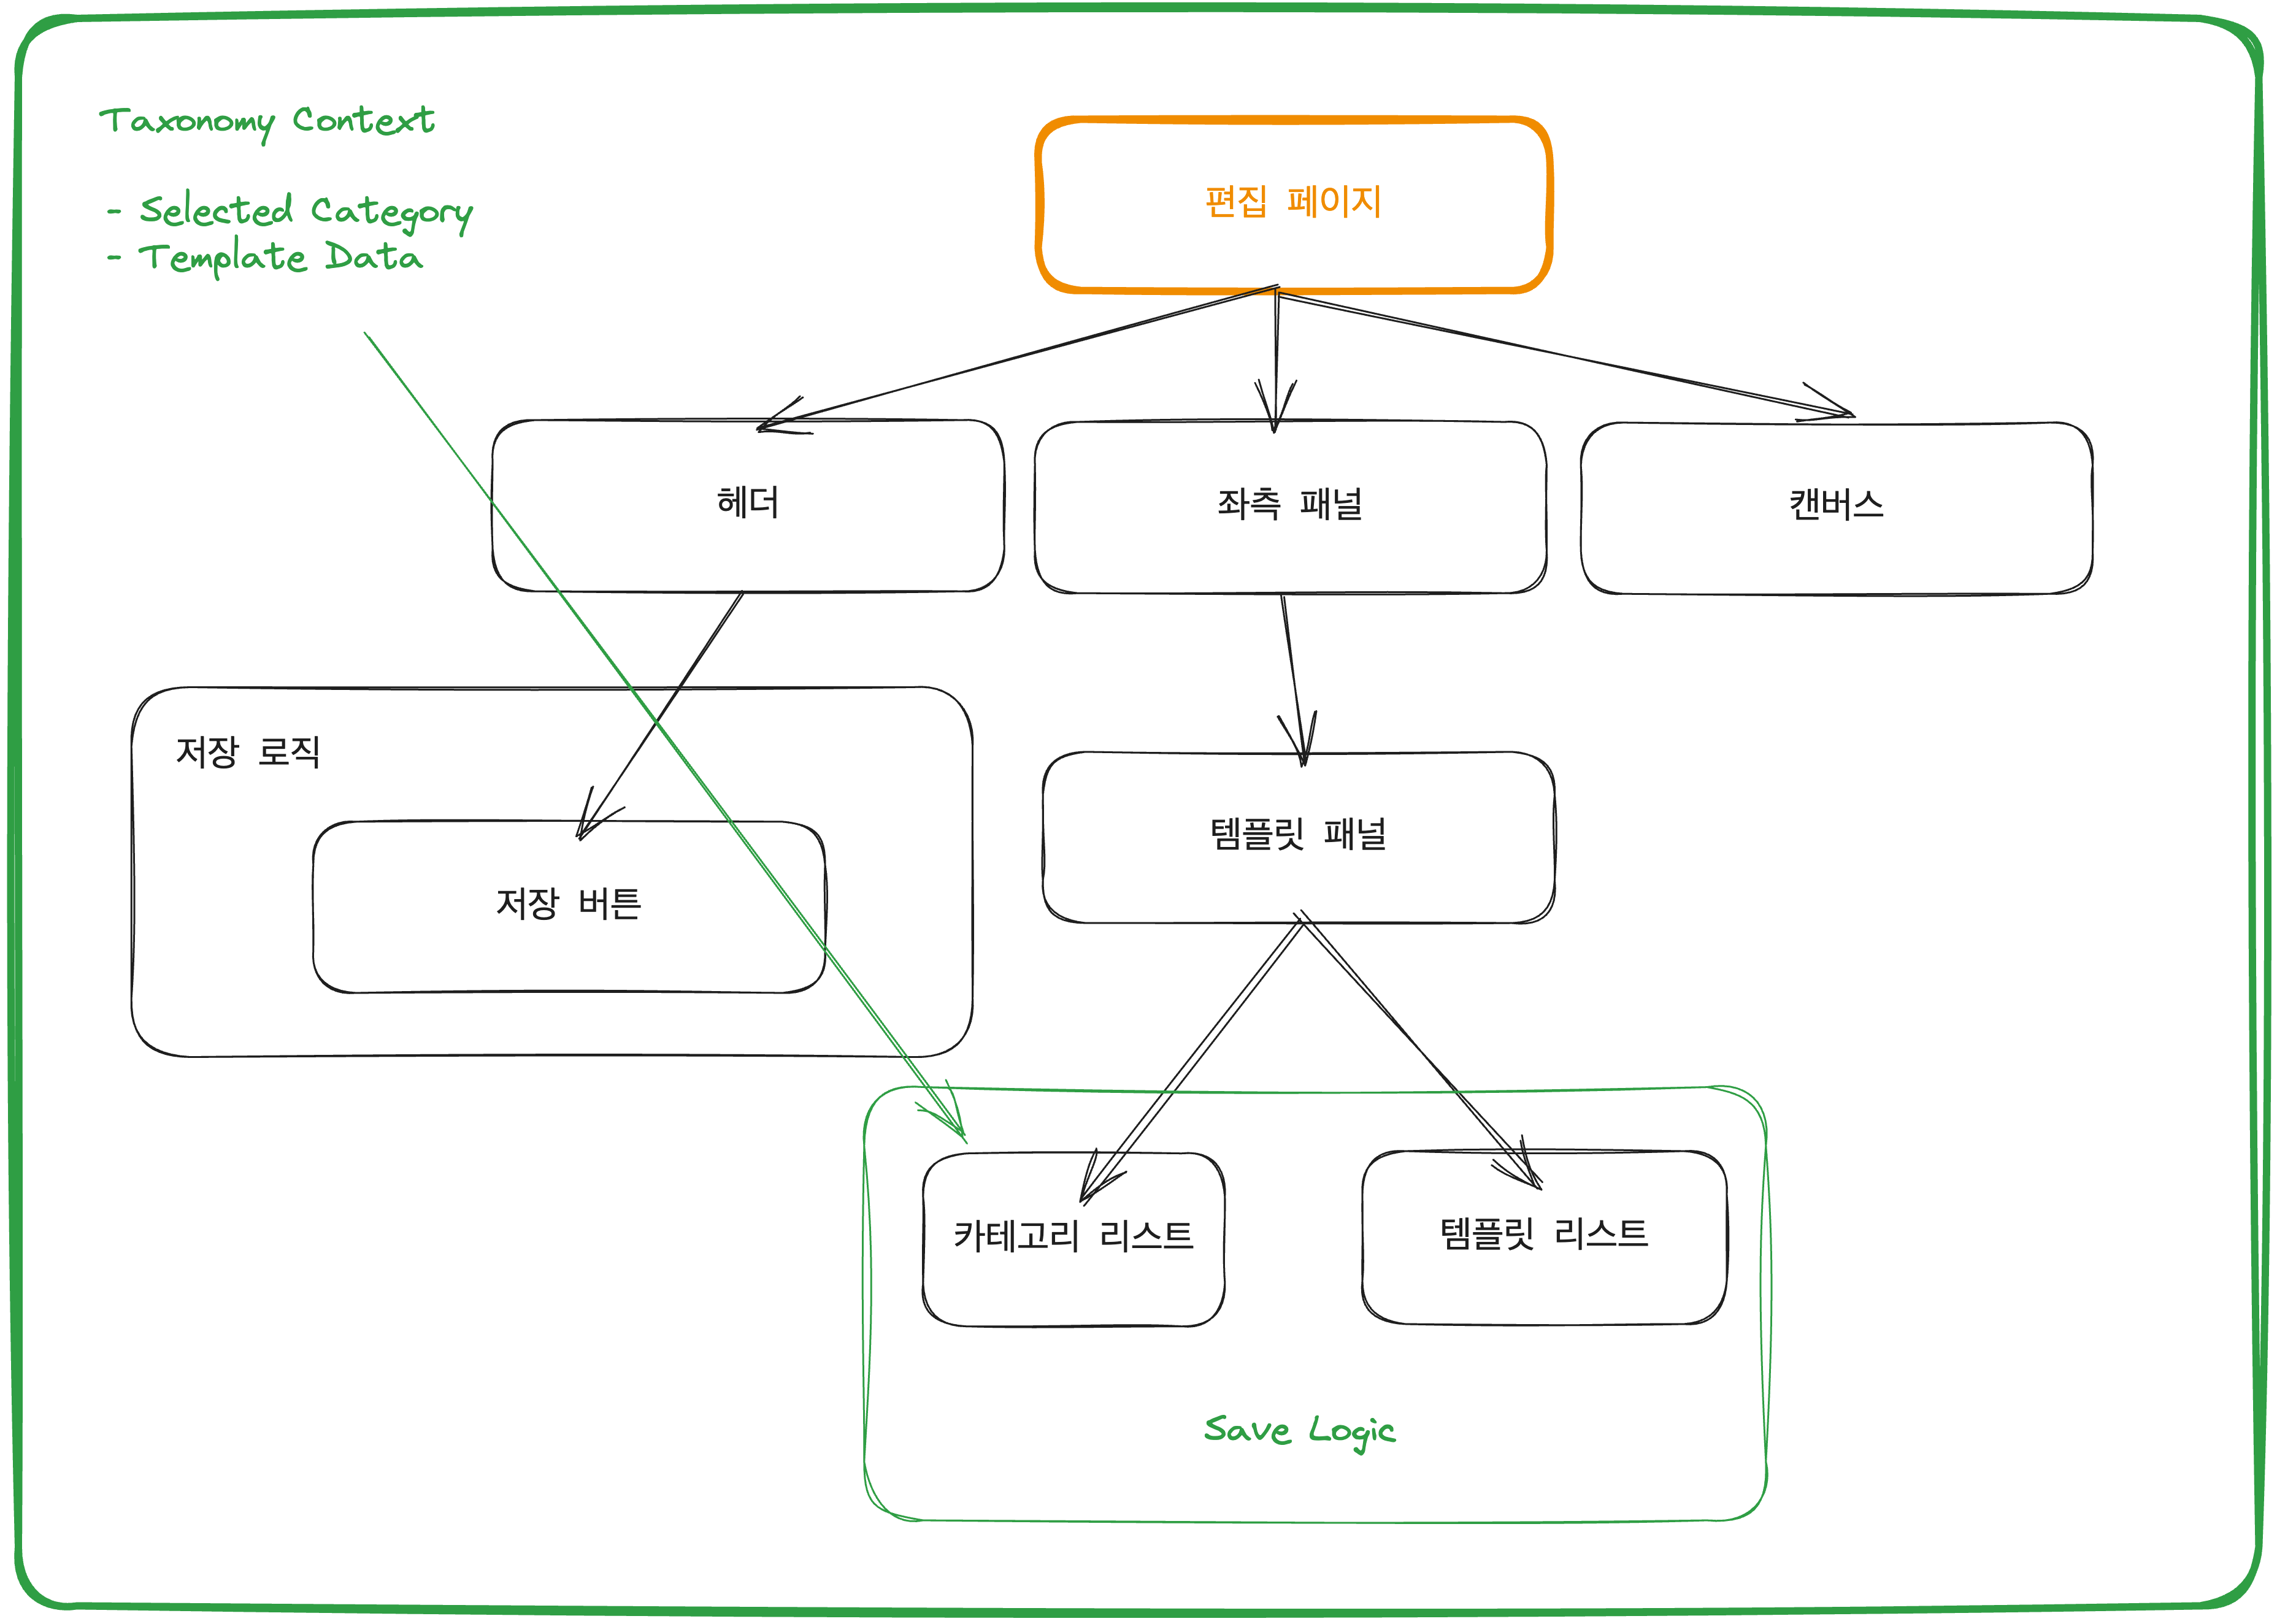 Taxonomy Context
- Selected Category
- Template Data
편집 페이지
헤더
좌측 패널
캔버스
저장 로직
저장 버튼
템플릿 패널
카테고리 리스트
템플릿 리스트
Save Logic